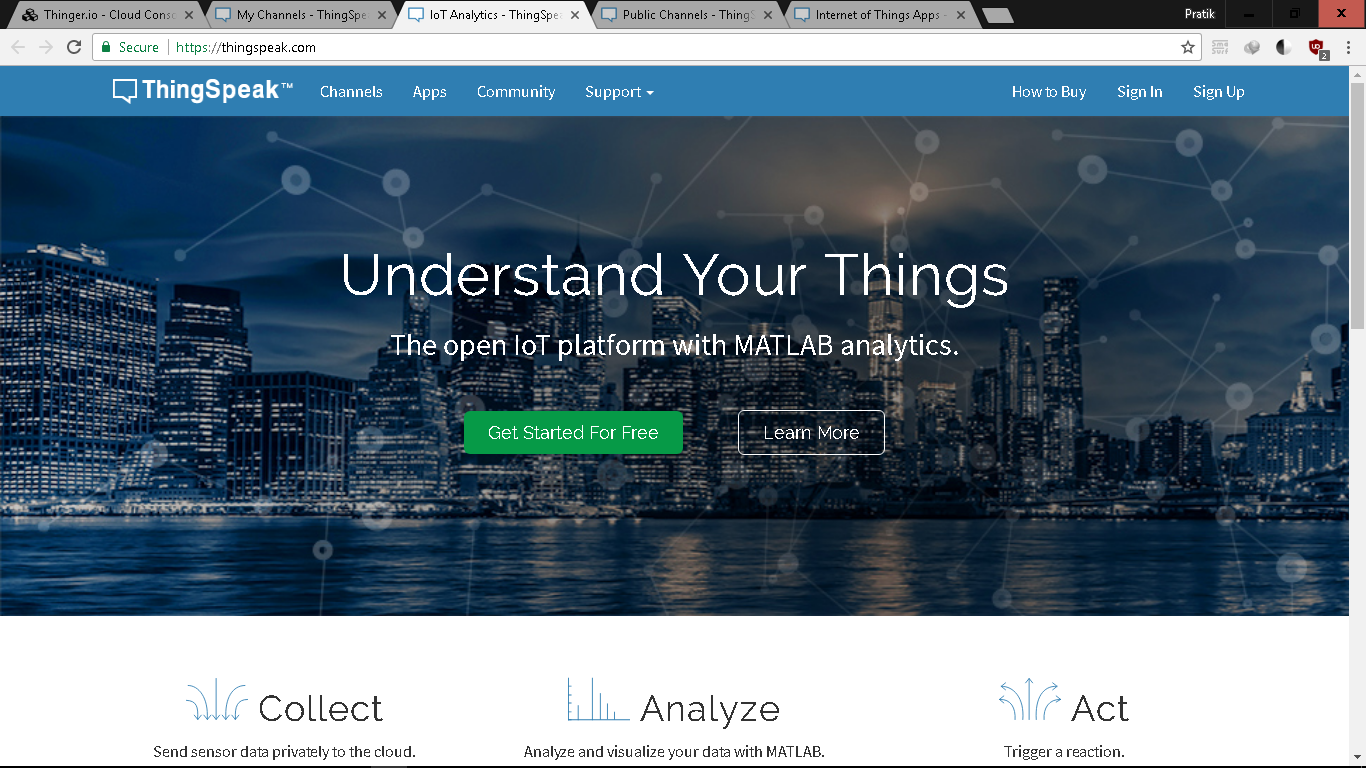 Thinger.io - Cloud Consc
My Channels - ThingSpe
IoT Analytics - ThingSpe
Public Channels - ThingS
Internet of Things Apps -
Pratik
Secure
https://thingspeak.com
2
ThingSpeak™
Channels
Apps
Community
Support
How to Buy
Sign In
Sign Up
Understand Your Things
The open IoT platform with MATLAB analytics.
Get Started For Free
Learn More
Collect
Send sensor data privately to the cloud.
Analyze
Analyze and visualize your data with MATLAB.
Act
Trigger a reaction.